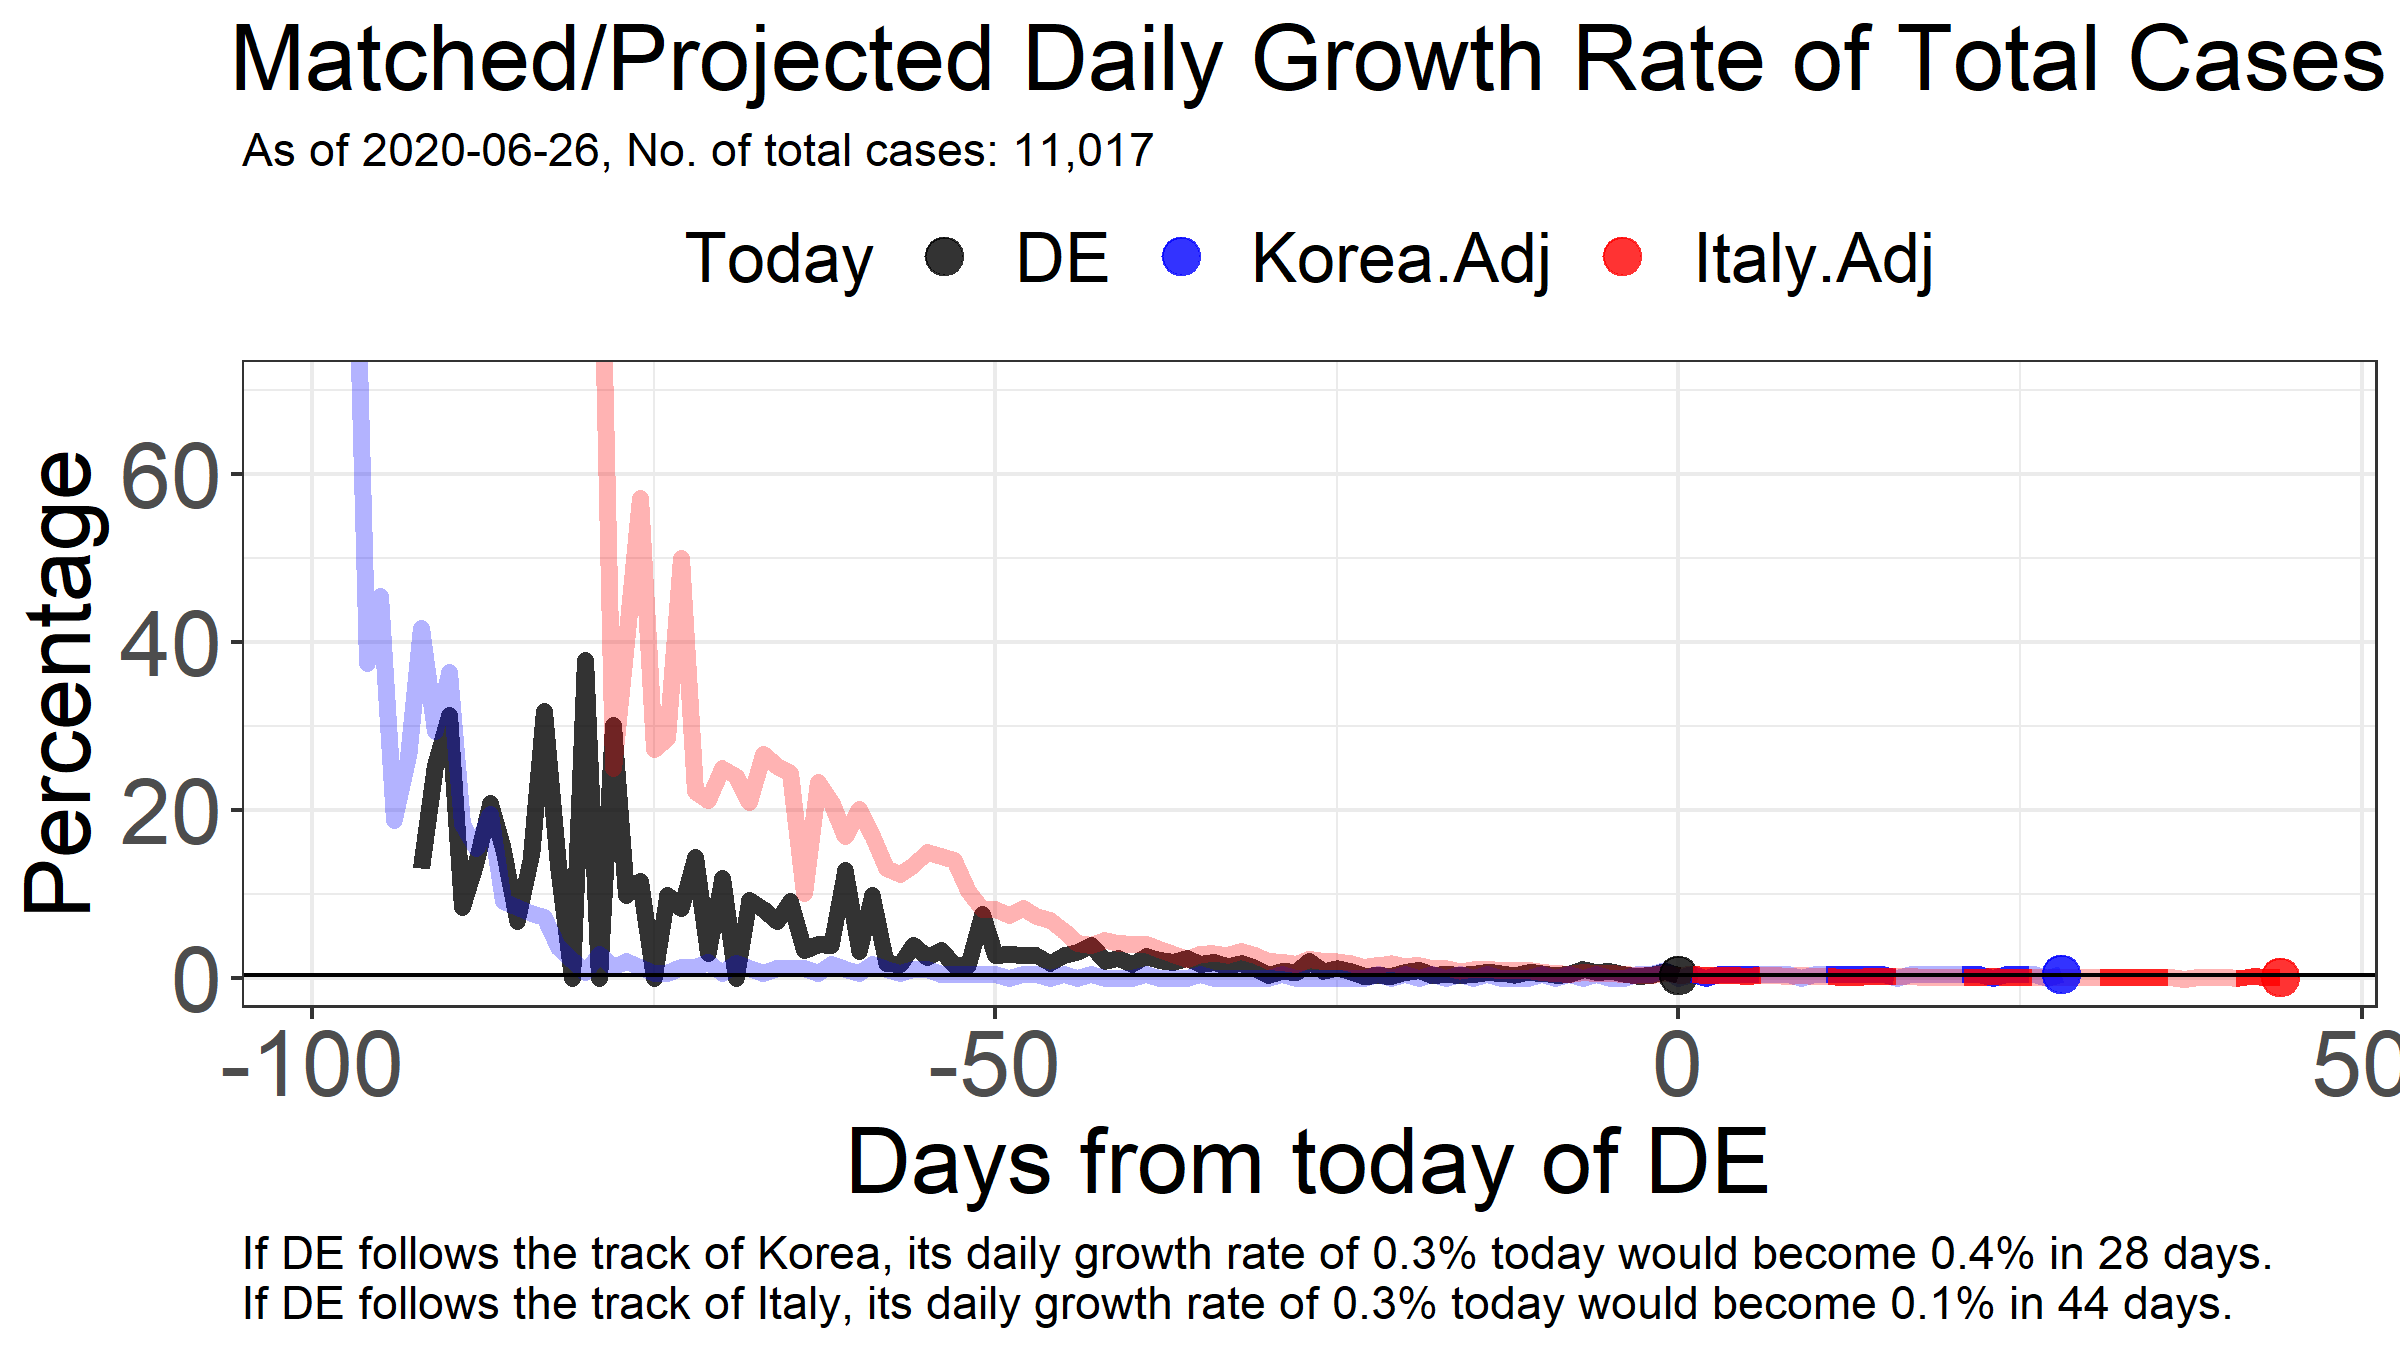 Matched/Projected Daily Growth Rate of Total Cases
As of 2020-06-26, No. of total cases: 11,017
Today DE Korea.Adj Italy.Adj
Percentage
60
40
20
0
-100 -50 0 50
Days from today of DE
If DE follows the track of Korea, its daily growth rate of 0.3% today would become 0.4% in 28 days.
If DE follows the track of Italy, its daily growth rate of 0.3% today would become 0.1% in 44 days.